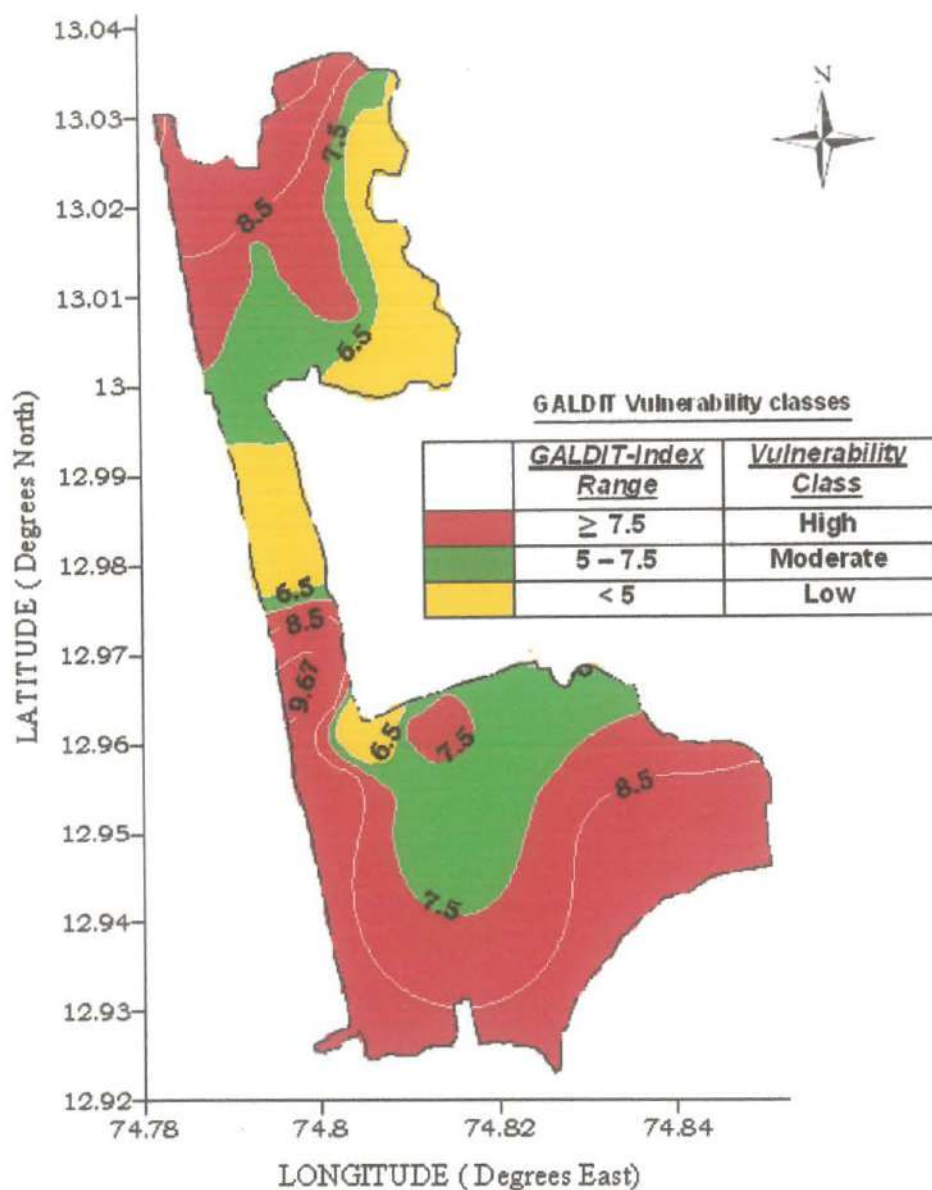 13.04
13.03
13.02
13.01
13
12.99
12.98
12.97
12.96
12.95
12.94
12.93
12.92
74.78
74.8
74.82
74.84
LATITUDE ( Degrees North)
LONGITUDE ( Degrees East)
N
7.5
8.5
6.5
6.5
8.5
9.67
6.5
7.5
8.5
7.5
GALDIT Vulnerability classes
GALDIT-Index Range
Vulnerability Class
≥ 7.5
High
5 – 7.5
Moderate
< 5
Low